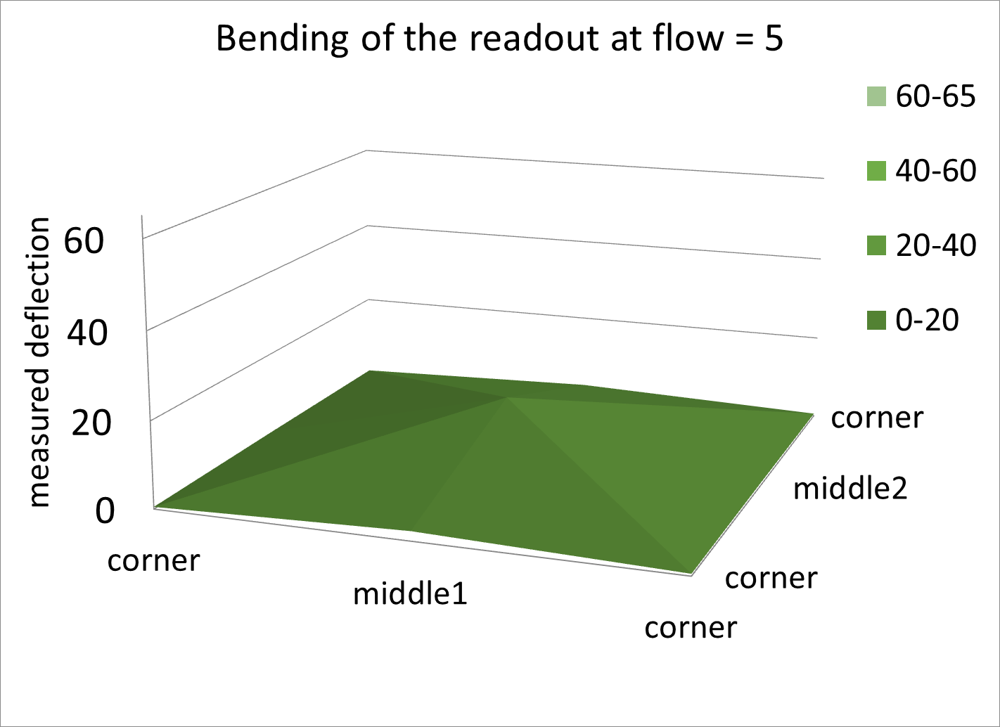 Bending of the readout at flow = 5
60-65
40-60
20-40
0-20
measured deflection
60
40
20
0
corner
middle1
corner
corner
middle2
corner